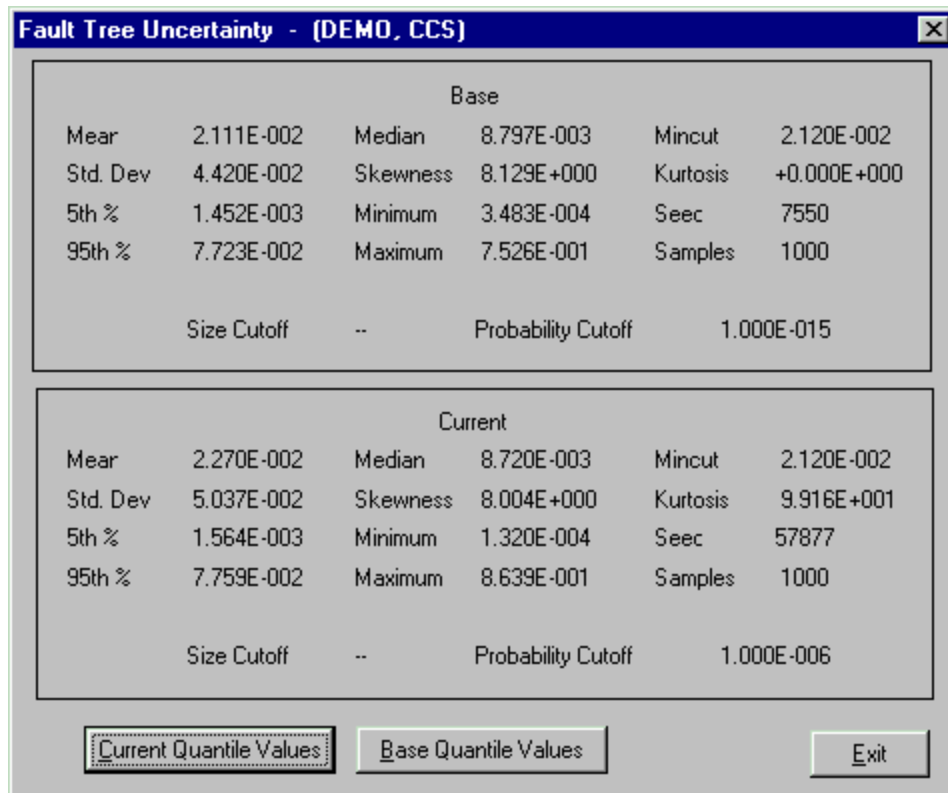 Fault Tree Uncertainty - (DEMO, CCS)
Base
Mear 2.111E-002 Median 8.797E-003 Mincut 2.120E-002
Std. Dev 4.420E-002 Skewness 8.129E+000 Kurtosis +0.000E+000
5th % 1.452E-003 Minimum 3.483E-004 Seec 7550
95th % 7.723E-002 Maximum 7.526E-001 Samples 1000
Size Cutoff -- Probability Cutoff 1.000E-015
Current
Mear 2.270E-002 Median 8.720E-003 Mincut 2.120E-002
Std. Dev 5.037E-002 Skewness 8.004E+000 Kurtosis 9.916E+001
5th % 1.564E-003 Minimum 1.320E-004 Seec 57877
95th % 7.759E-002 Maximum 8.639E-001 Samples 1000
Size Cutoff -- Probability Cutoff 1.000E-006
Current Quantile Values Base Quantile Values Exit